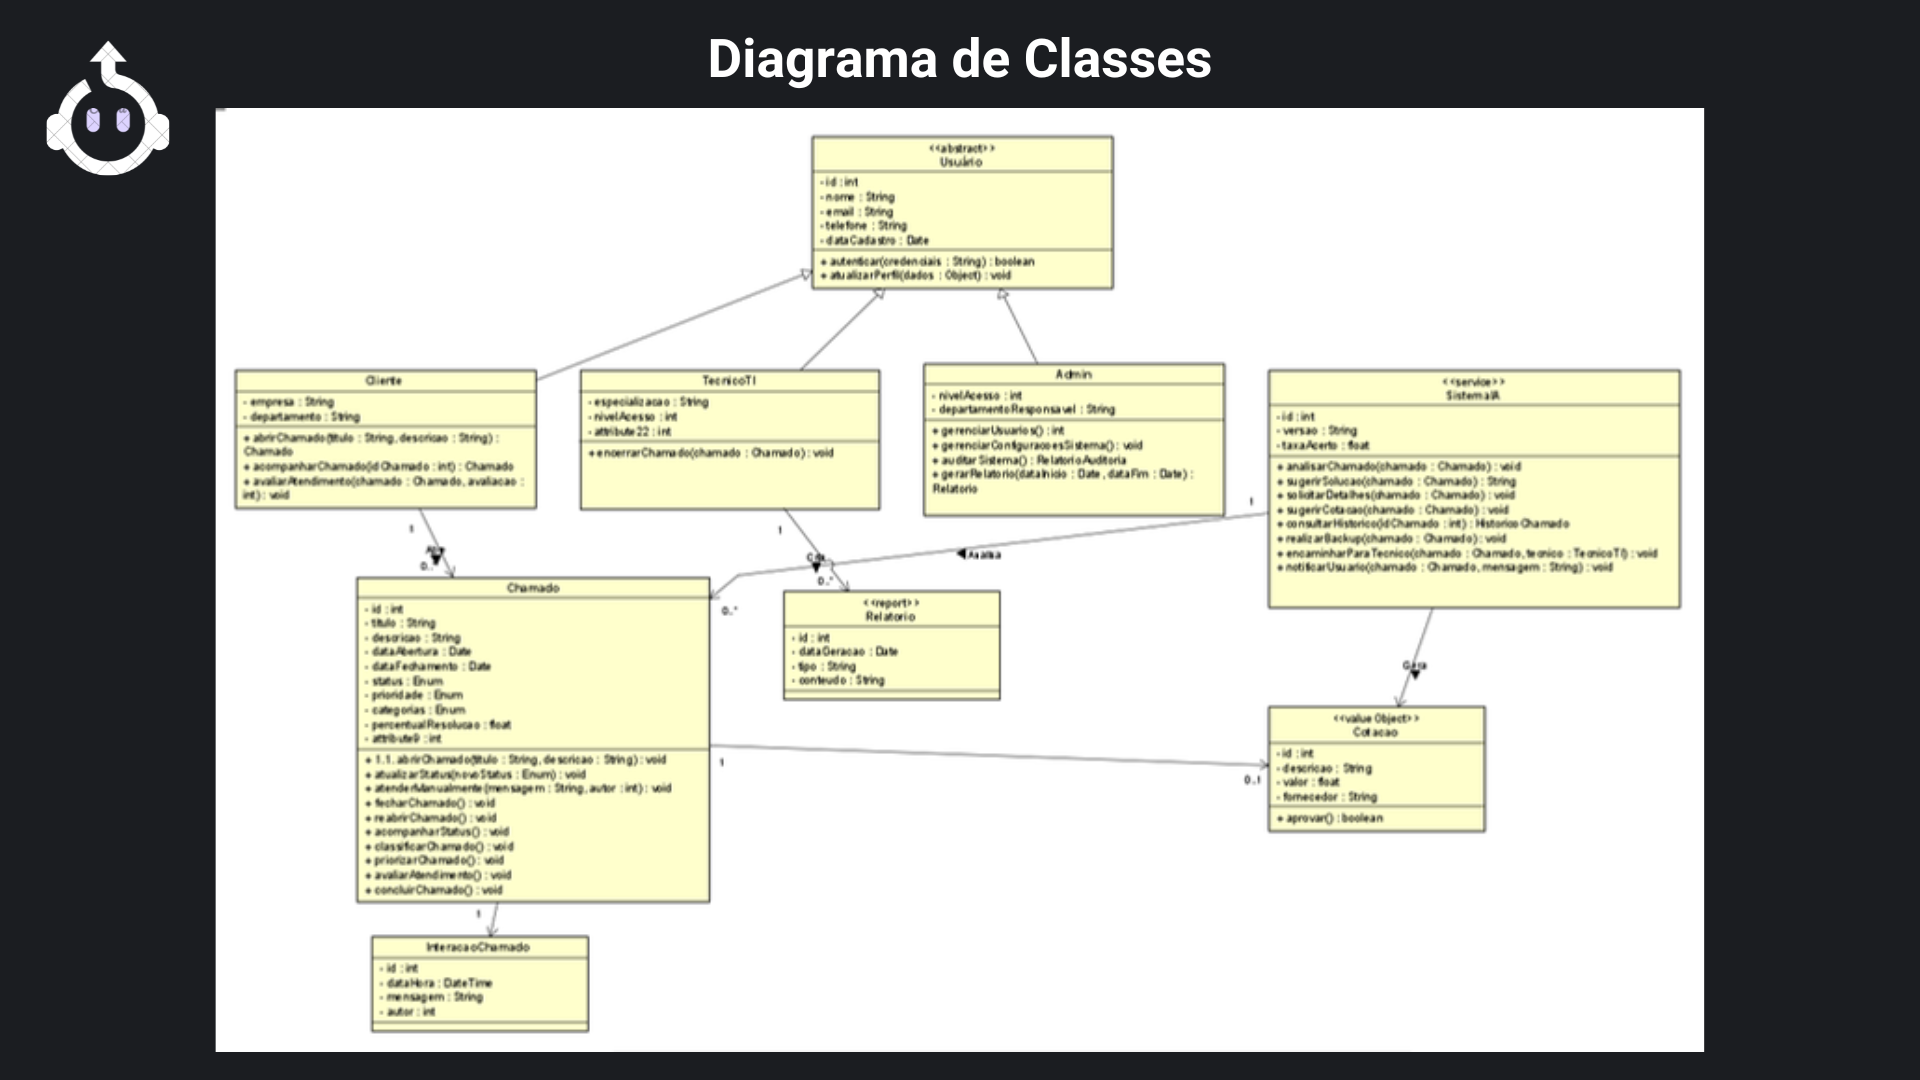 Diagrama de Classes
<<abstract>>
Usuário
- id : int
- nome : String
- email : String
- telefone : String
- dataCadastro : Date
+ autenticar(credenciais : String) : boolean
+ atualizarPerfil(dados : Object) : void
Cliente
- empresa : String
- departamento : String
+ abrirChamado(titulo : String, descricao : String) :
Chamado
+ acompanharChamado(idChamado : int) : Chamado
+ avaliarAtendimento(chamado : Chamado, avaliacao :
int) : void
TecnicoTI
- especializacao : String
- nivelAcesso : int
- attribute22 : int
+ encerrarChamado(chamado : Chamado) : void
Admin
- nivelAcesso : int
- departamentoResponsavel : String
+ gerenciarUsuarios() : int
+ gerenciarConfiguracoesSistema() : void
+ auditarSistema() : RelatorioAuditoria
+ gerarRelatorio(dataInicio : Date, dataFim : Date) :
Relatorio
<<service>>
SistemaIA
- id : int
- versao : String
- taxaAcerto : float
+ analisarChamado(chamado : Chamado) : void
+ sugerirSolucao(chamado : Chamado) : String
+ solicitarDetalhes(chamado : Chamado) : void
+ sugerirCotacao(chamado : Chamado) : void
+ consultarHistorico(idChamado : int) : HistoricoChamado
+ realizarBackup(chamado : Chamado) : void
+ encaminharParaTecnico(chamado : Chamado, tecnico : TecnicoTI) : void
+ notificarUsuario(chamado : Chamado, mensagem : String) : void
1
1
1
0..*
0..*
0..*
Chamado
- id : int
- titulo : String
- descricao : String
- dataAbertura : Date
- dataFechamento : Date
- status : Enum
- prioridade : Enum
- categorias : Enum
- percentualResolucao : float
- attribute9 : int
+ 1.1. abrirChamado(titulo : String, descricao : String) : void
+ atualizarStatus(novoStatus : Enum) : void
+ atenderManualmente(mensagem : String, autor : int) : void
+ fecharChamado() : void
+ reabrirChamado() : void
+ acompanharStatus() : void
+ classificarChamado() : void
+ priorizarChamado() : void
+ avaliarAtendimento() : void
+ concluirChamado() : void
<<report>>
Relatorio
- id : int
- dataGeracao : Date
- tipo : String
- conteudo : String
Gera
<<value Object>>
Cotacao
- id : int
- descricao : String
- valor : float
- fornecedor : String
+ aprovar() : boolean
1
0..1
1
InteracaoChamado
- id : int
- dataHora : DateTime
- mensagem : String
- autor : int